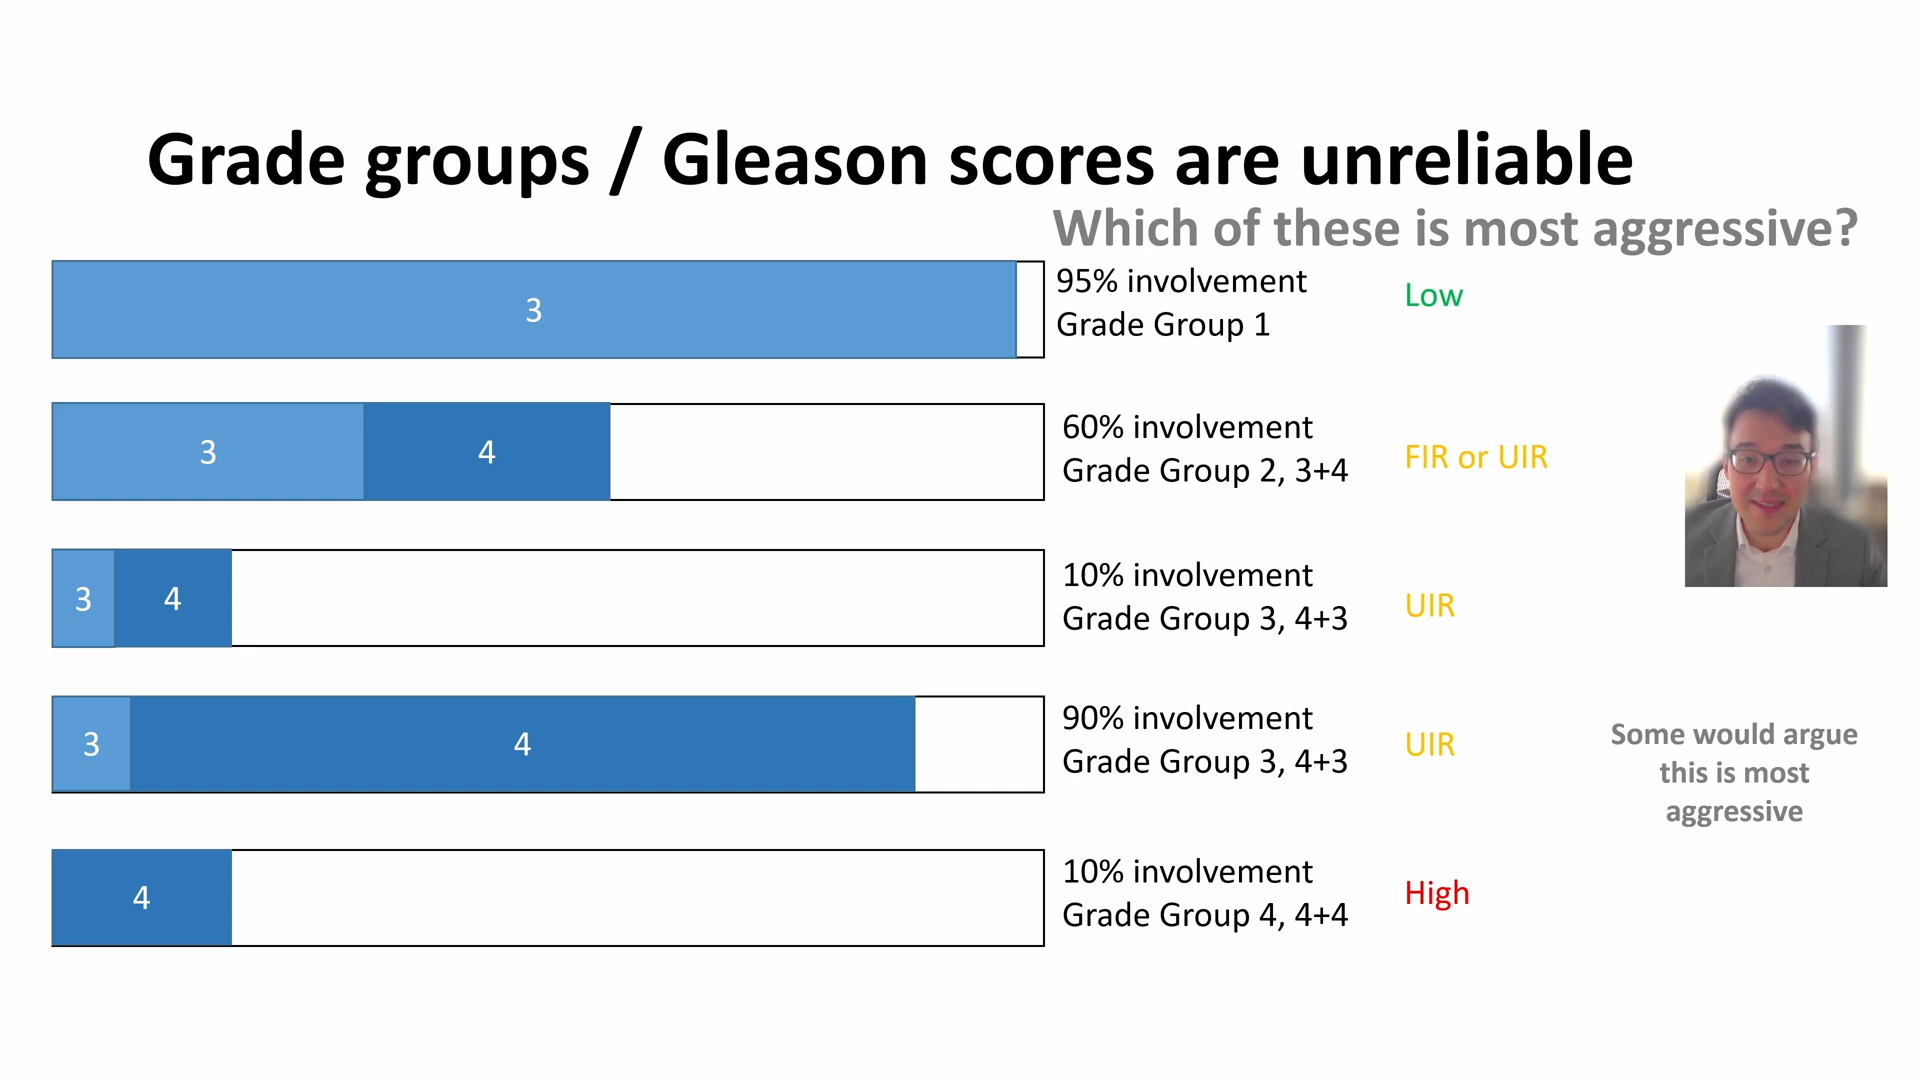 Grade groups / Gleason scores are unreliable
Which of these is most aggressive?
3
95% involvement
Grade Group 1
Low
3 4
60% involvement
Grade Group 2, 3+4
FIR or UIR
3 4
10% involvement
Grade Group 3, 4+3
UIR
3 4
90% involvement
Grade Group 3, 4+3
UIR
Some would argue
this is most
aggressive
4
10% involvement
Grade Group 4, 4+4
High